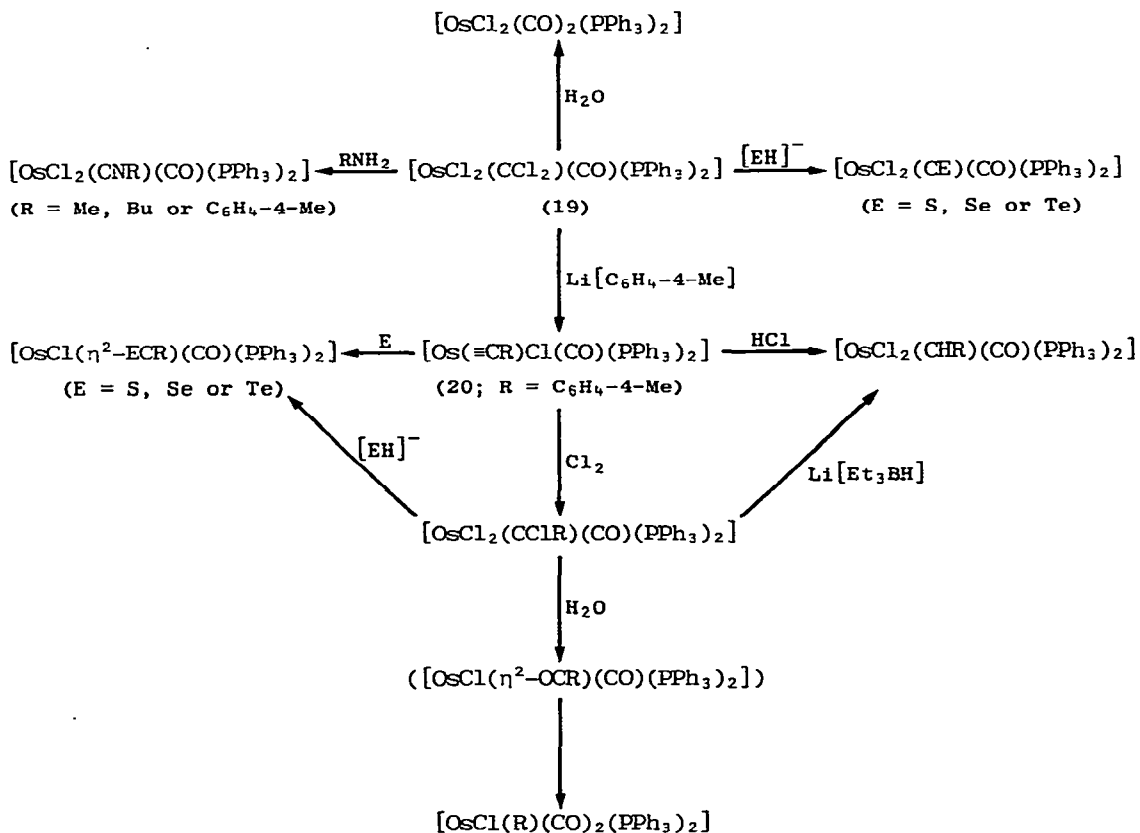 [OsCl₂(CO)₂(PPh₃)₂]
H₂O
[OsCl₂(CNR)(CO)(PPh₃)₂]
RNH₂
[OsCl₂(CCl₂)(CO)(PPh₃)₂]
[EH]⁻
[OsCl₂(CE)(CO)(PPh₃)₂]
(R = Me, Bu or C₆H₄-4-Me)
(19)
(E = S, Se or Te)
Li[C₆H₄-4-Me]
[OsCl(η²-ECR)(CO)(PPh₃)₂]
E
[Os(≡CR)Cl(CO)(PPh₃)₂]
HCl
[OsCl₂(CHR)(CO)(PPh₃)₂]
(E = S, Se or Te)
(20; R = C₆H₄-4-Me)
[EH]⁻
Cl₂
Li[Et₃BH]
[OsCl₂(CClR)(CO)(PPh₃)₂]
H₂O
([OsCl(η²-OCR)(CO)(PPh₃)₂])
[OsCl(R)(CO)₂(PPh₃)₂]